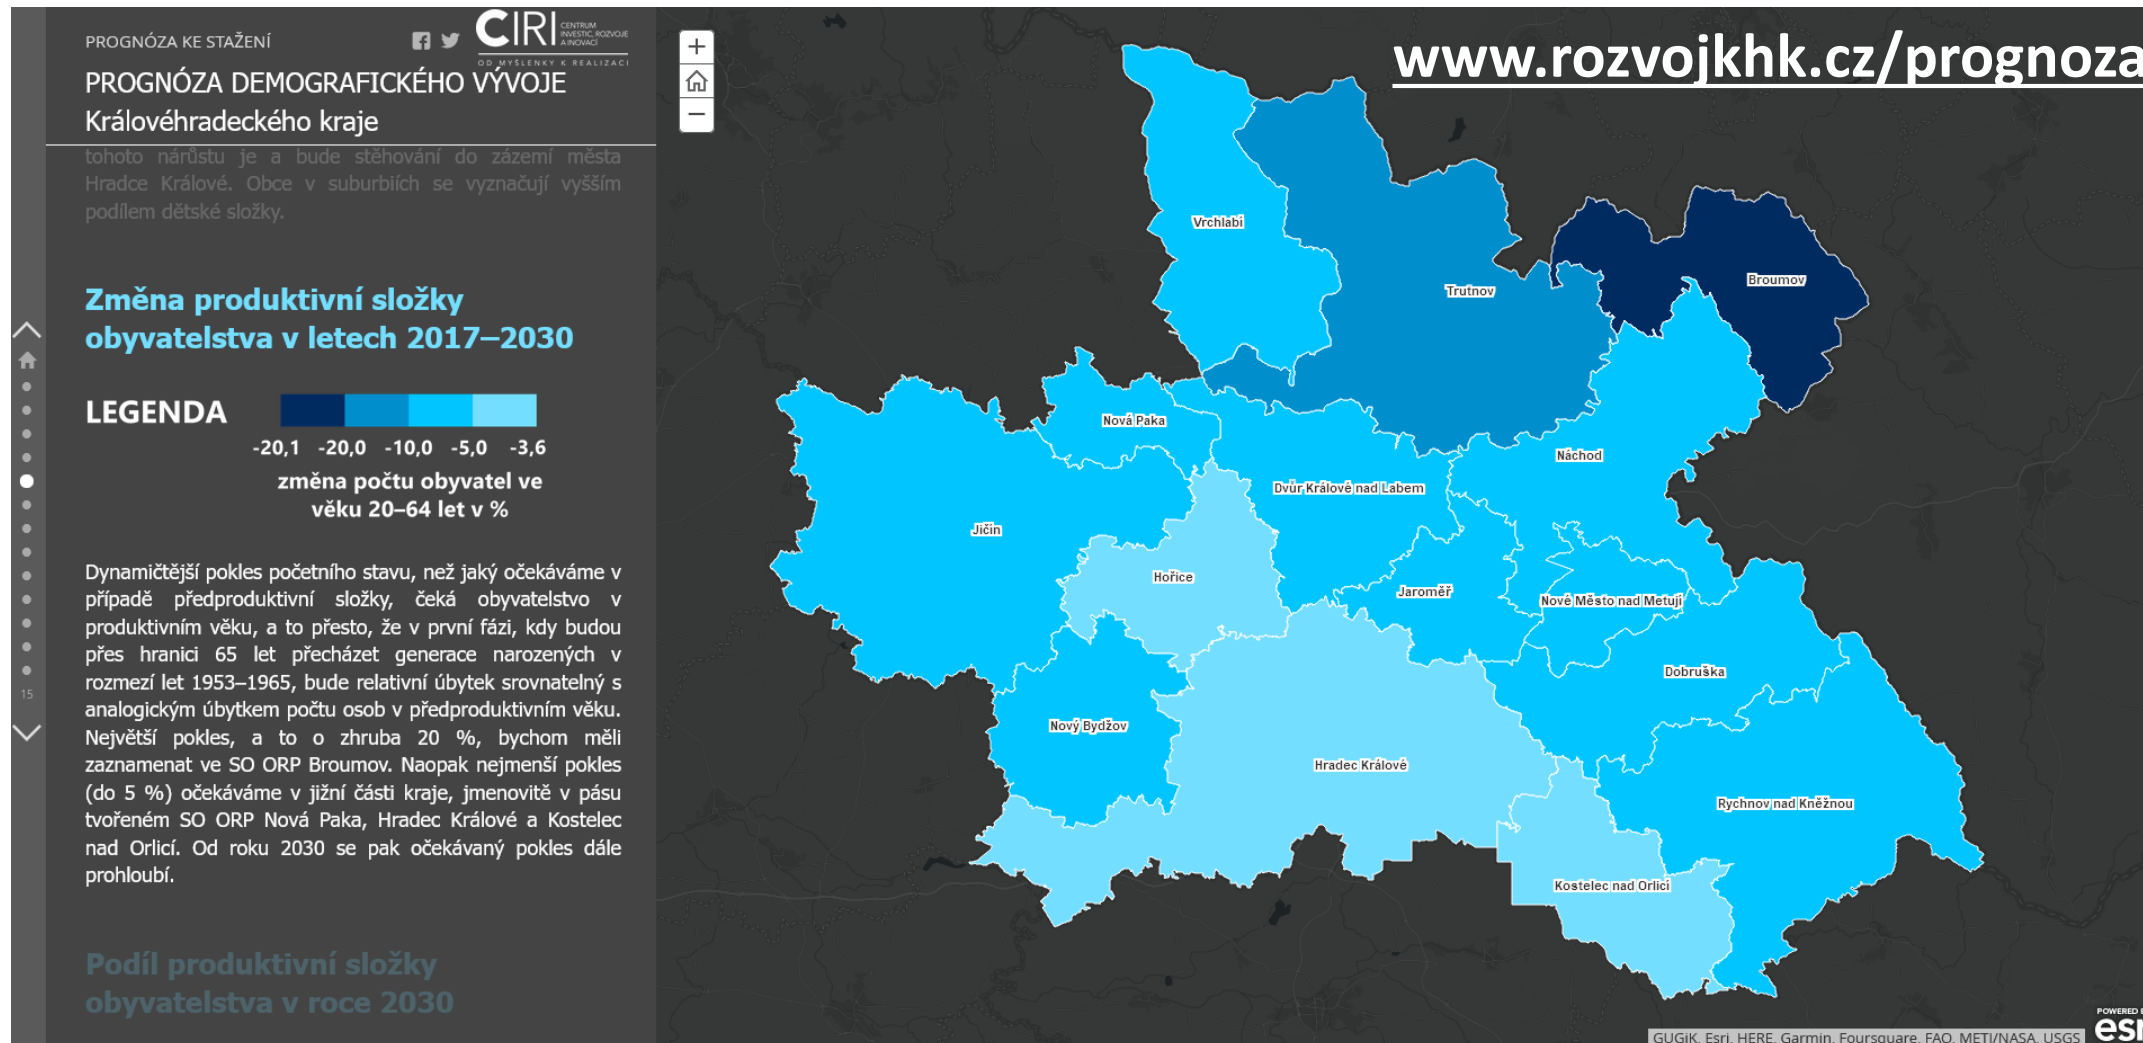 PROGNÓZA KE STAŽENÍ
CIRI
CENTRUM
INVESTIC, ROZVOJE
A INOVACÍ
OD MYŠLENKY K REALIZACI
PROGNÓZA DEMOGRAFICKÉHO VÝVOJE
Královéhradeckého kraje
tohoto nárůstu je a bude stěhování do zázemí města
Hradce Králové. Obce v suburbiích se vyznačují vyšším
podílem dětské složky.
Změna produktivní složky
obyvatelstva v letech 2017–2030
LEGENDA
-20,1 -20,0 -10,0 -5,0 -3,6
změna počtu obyvatel ve
věku 20–64 let v %
Dynamičtější pokles početního stavu, než jaký očekáváme v
případě předproduktivní složky, čeká obyvatelstvo v
produktivním věku, a to přesto, že v první fázi, kdy budou
přes hranici 65 let přecházet generace narozených v
rozmezí let 1953–1965, bude relativní úbytek srovnatelný s
analogickým úbytkem počtu osob v předproduktivním věku.
Největší pokles, a to o zhruba 20 %, bychom měli
zaznamenat ve SO ORP Broumov. Naopak nejmenší pokles
(do 5 %) očekáváme v jižní části kraje, jmenovitě v pásu
tvořeném SO ORP Nová Paka, Hradec Králové a Kostelec
nad Orlicí. Od roku 2030 se pak očekávaný pokles dále
prohloubí.
Podíl produktivní složky
obyvatelstva v roce 2030
15
www.rozvojkhk.cz/prognoza
Vrchlabí
Trutnov
Broumov
Nová Paka
Náchod
Dvůr Králové nad Labem
Jičín
Hořice
Jaroměř
Nové Město nad Metují
Dobruška
Nový Bydžov
Hradec Králové
Rychnov nad Kněžnou
Kostelec nad Orlicí
POWERED B
esr
GUGiK, Esri, HERE, Garmin, Foursquare, FAO, METI/NASA, USGS